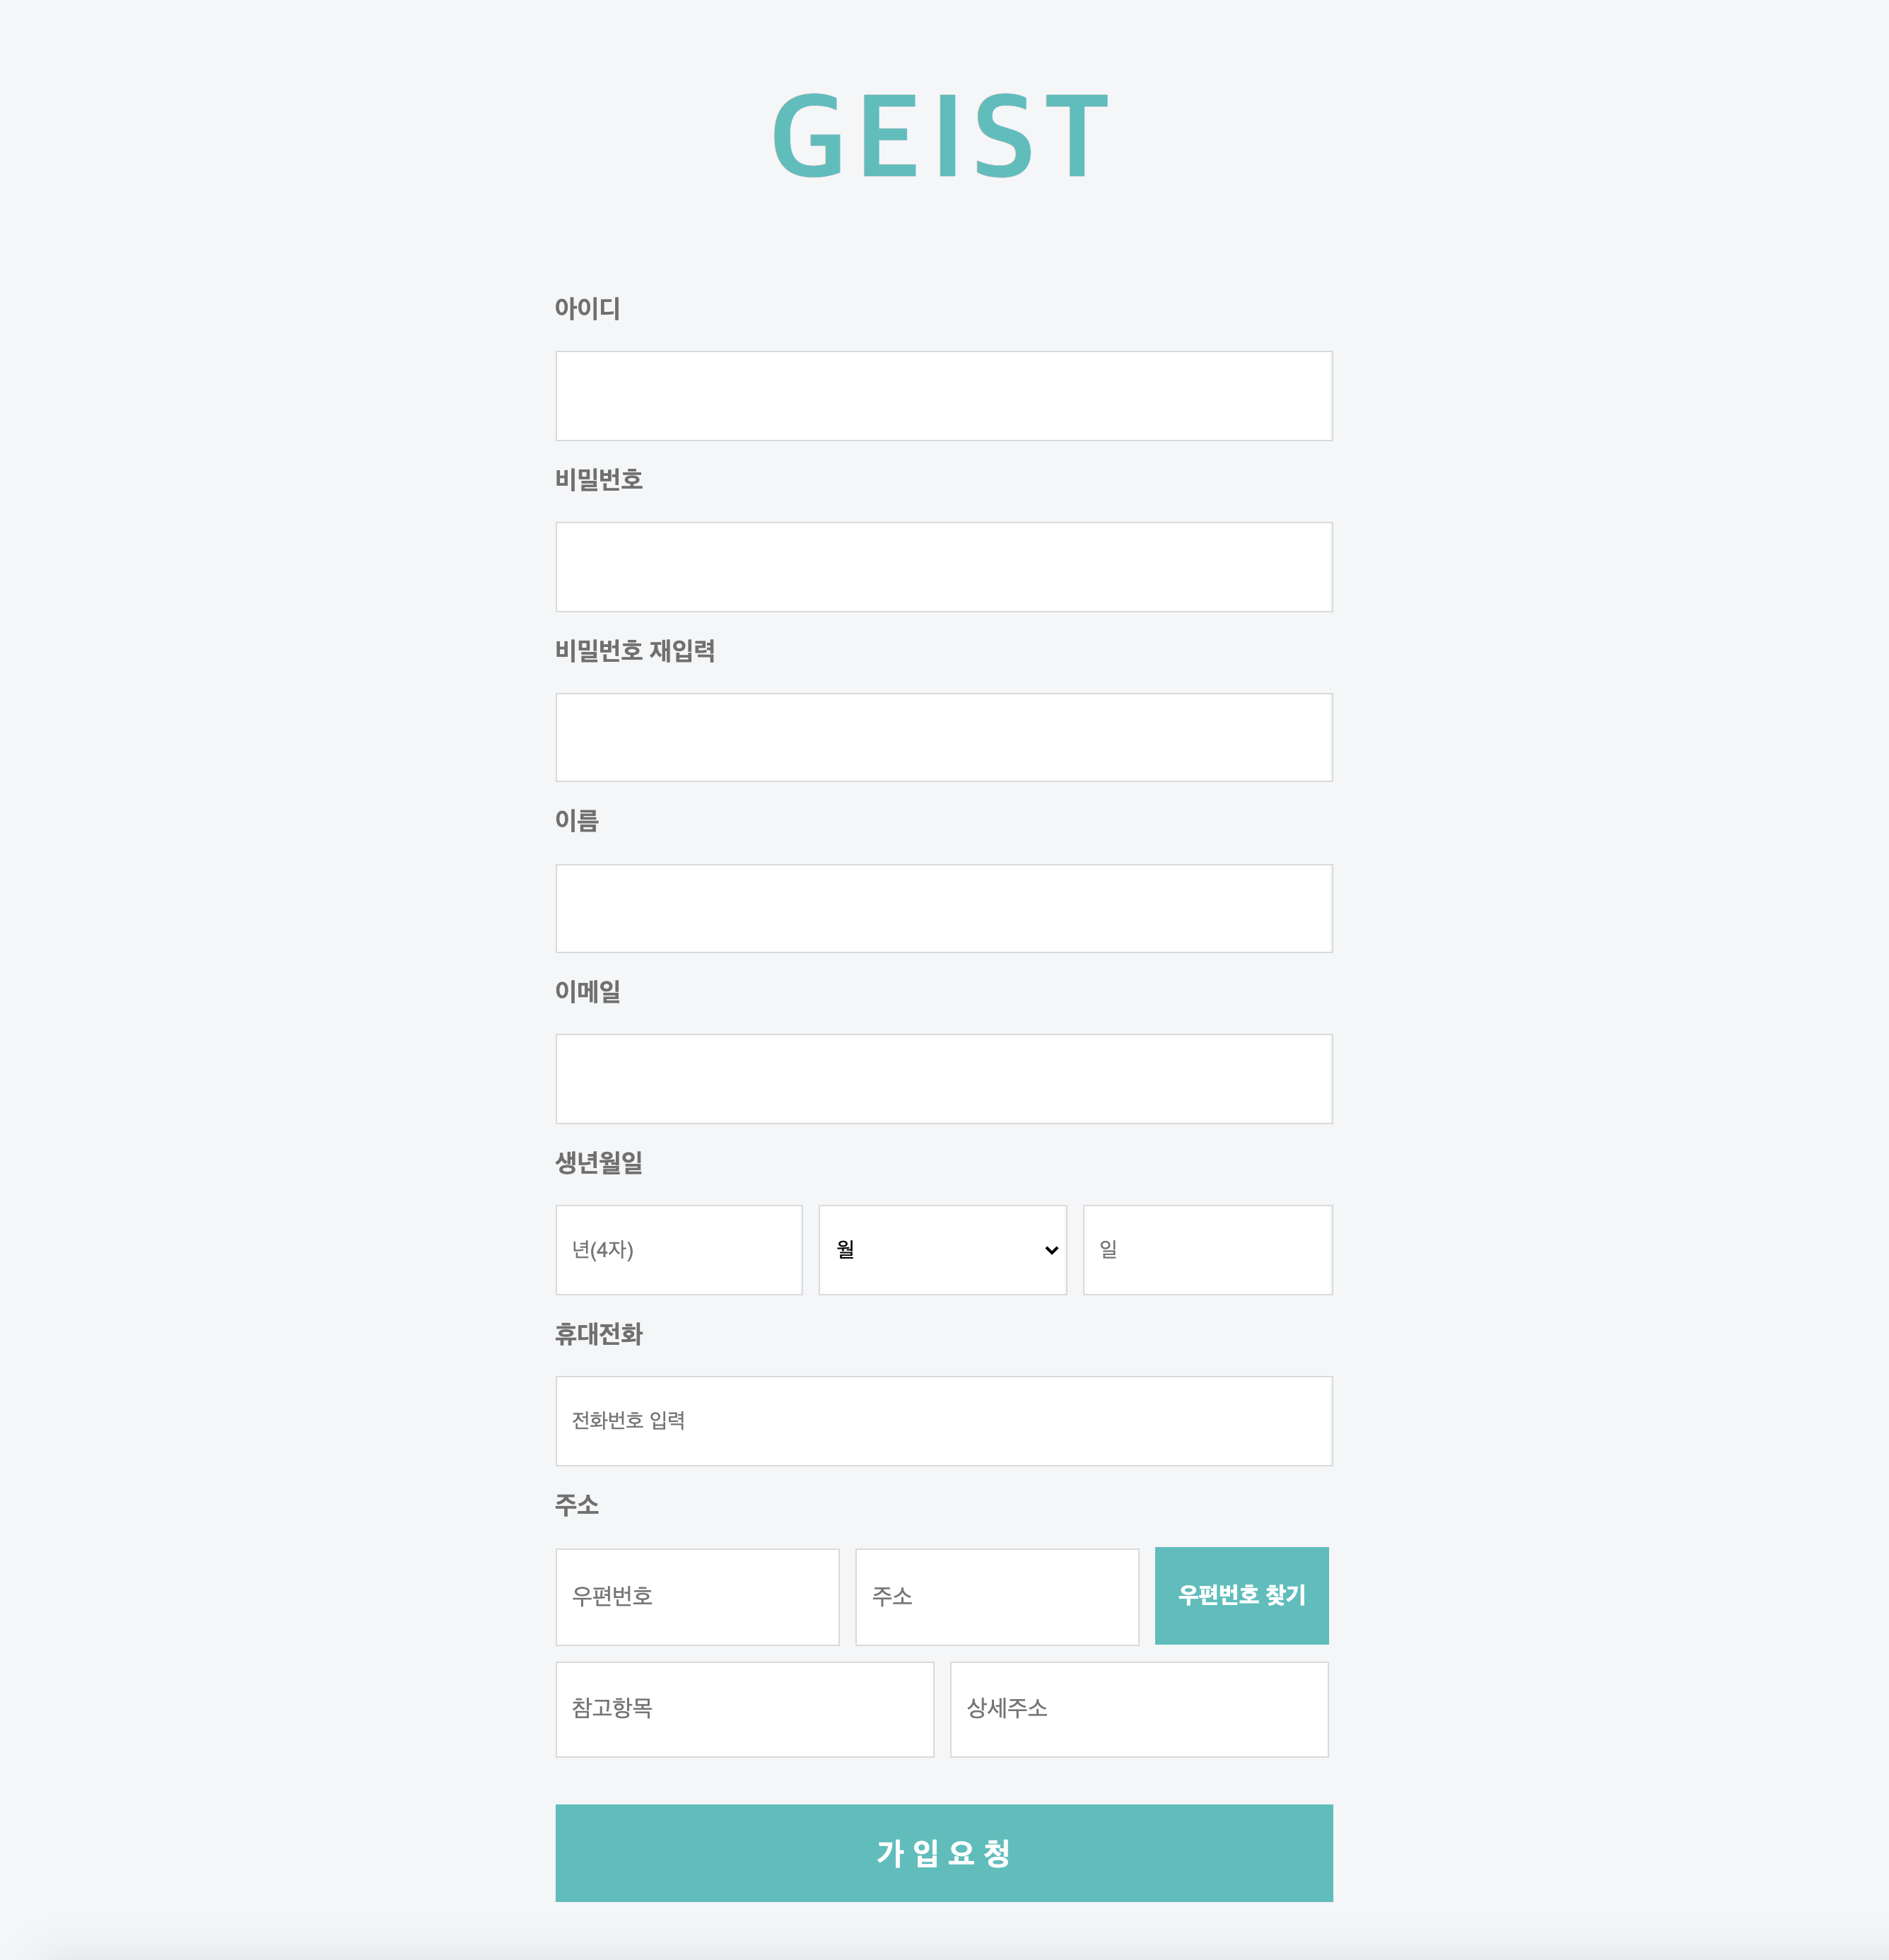 GEIST
아이디
비밀번호
비밀번호 재입력
이름
이메일
생년월일
년(4자) 월 일
휴대전화
전화번호 입력
주소
우편번호 주소 우편번호 찾기
참고항목 상세주소
가입요청